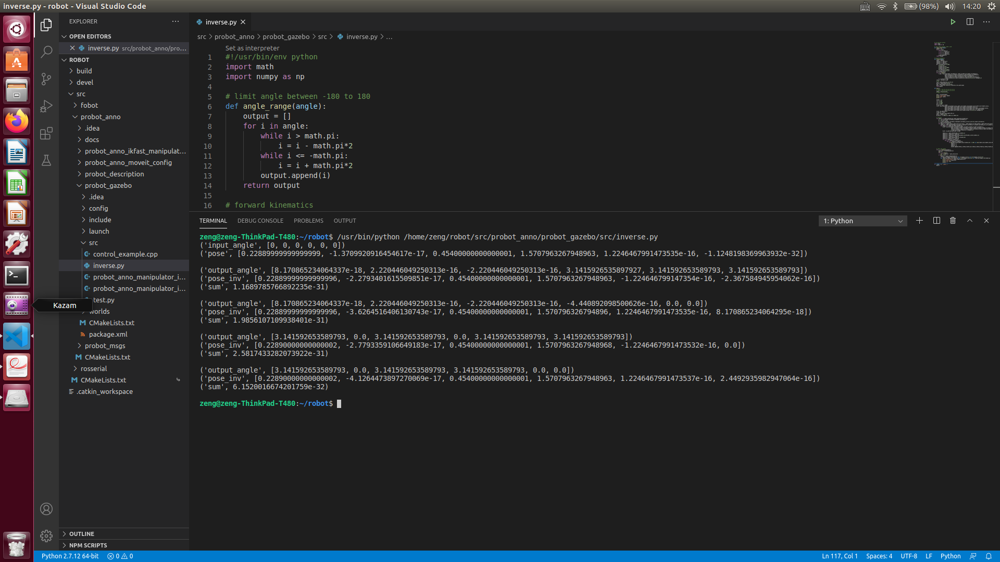 inverse.py - robot - Visual Studio Code
(98%)
14:20
EXPLORER
OPEN EDITORS
inverse.py src/probot_anno/pro...
ROBOT
build
devel
src
fobot
probot_anno
.idea
docs
probot_anno_ikfast_manipulat...
probot_anno_moveit_config
probot_description
probot_gazebo
.idea
config
include
launch
src
control_example.cpp
inverse.py
probot_anno_manipulator_i...
probot_anno_manipulator_i...
test.py
Kazam
worlds
CMakeLists.txt
package.xml
probot_msgs
CMakeLists.txt
rosserial
CMakeLists.txt
.catkin_workspace
OUTLINE
NPM SCRIPTS
inverse.py
src > probot_anno > probot_gazebo > src > inverse.py > ...
Set as interpreter
1 #!/usr/bin/env python
2 import math
3 import numpy as np
4
5 # limit angle between -180 to 180
6 def angle_range(angle):
7 output = []
8 for i in angle:
9 while i > math.pi:
10 i = i - math.pi*2
11 while i <= -math.pi:
12 i = i + math.pi*2
13 output.append(i)
14 return output
15
16 # forward kinematics
TERMINAL DEBUG CONSOLE PROBLEMS OUTPUT
1: Python
zeng@zeng-ThinkPad-T480:~/robot$ /usr/bin/python /home/zeng/robot/src/probot_anno/probot_gazebo/src/inverse.py
('input_angle', [0, 0, 0, 0, 0, 0])
('pose', [0.22889999999999999, -1.3709920916454617e-17, 0.45400000000000001, 1.5707963267948963, 1.2246467991473535e-16, -1.1248198369963932e-32])
('output_angle', [8.170865234064337e-18, 2.220446049250313e-16, -2.220446049250313e-16, 3.1415926535897927, 3.141592653589793, 3.141592653589793])
('pose_inv', [0.22889999999999996, -2.2793401615509851e-17, 0.45400000000000001, 1.5707963267948963, -1.224646799147354e-16, -2.367584945954062e-16])
('sum', 1.1689785766892235e-31)
('output_angle', [8.170865234064337e-18, 2.220446049250313e-16, -2.220446049250313e-16, -4.440892098500626e-16, 0.0, 0.0])
('pose_inv', [0.22889999999999996, -3.6264516406130743e-17, 0.45400000000000001, 1.570796326794896, 1.2246467991473535e-16, 8.170865234064295e-18])
('sum', 1.9856107109938401e-31)
('output_angle', [3.141592653589793, 0.0, 3.141592653589793, 0.0, 3.141592653589793, 3.141592653589793])
('pose_inv', [0.22890000000000002, -2.7793359106649183e-17, 0.45400000000000001, 1.5707963267948968, -1.2246467991473532e-16, 0.0])
('sum', 2.5817433282073922e-31)
('output_angle', [3.141592653589793, 0.0, 3.141592653589793, 3.141592653589793, 0.0, 0.0])
('pose_inv', [0.22890000000000002, -4.1264473897270069e-17, 0.45400000000000001, 1.5707963267948963, 1.2246467991473537e-16, 2.4492935982947064e-16])
('sum', 6.1520016674201759e-32)
zeng@zeng-ThinkPad-T480:~/robot$
Python 2.7.12 64-bit
0 0
Ln 117, Col 1
Spaces: 4
UTF-8
LF
Python